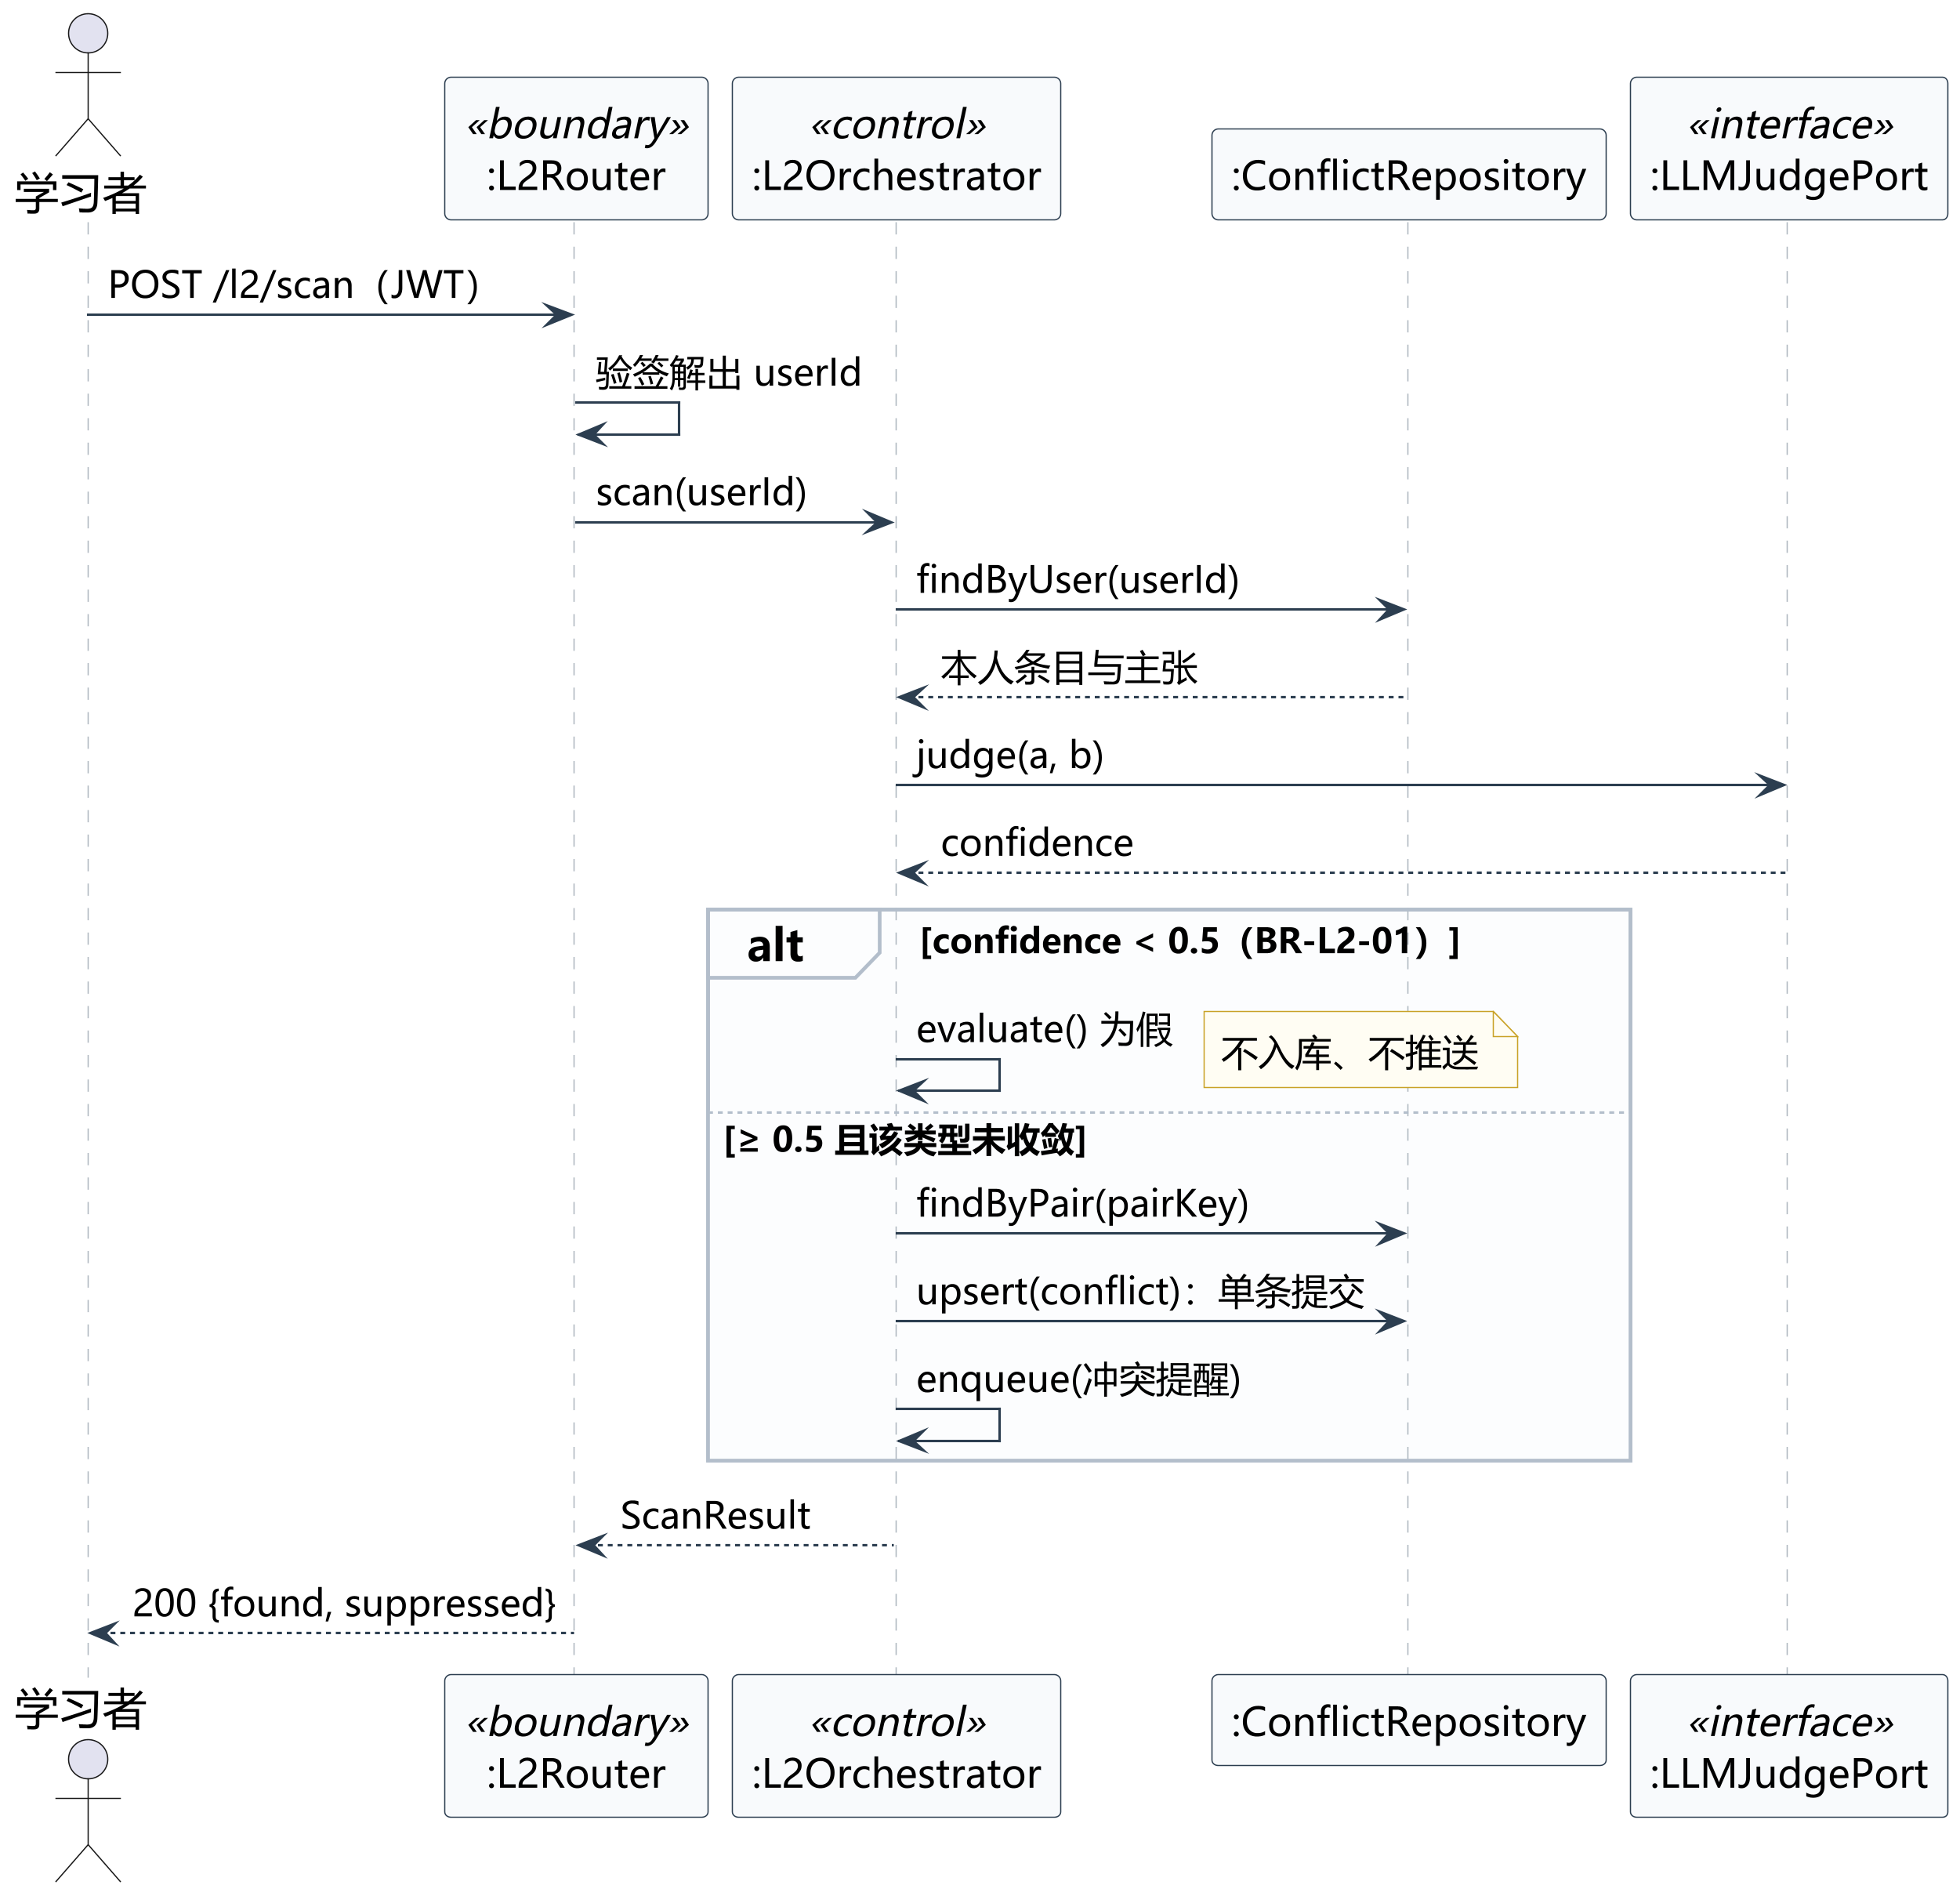 学习者
«boundary»
:L2Router
«control»
:L2Orchestrator
:ConflictRepository
«interface»
:LLMJudgePort
POST /l2/scan（JWT）
验签解出 userId
scan(userId)
findByUser(userId)
本人条目与主张
judge(a, b)
confidence
alt
[confidence < 0.5（BR-L2-01）]
evaluate() 为假
不入库、不推送
[≥ 0.5 且该类型未收敛]
findByPair(pairKey)
upsert(conflict)：单条提交
enqueue(冲突提醒)
ScanResult
200 {found, suppressed}
学习者
«boundary»
:L2Router
«control»
:L2Orchestrator
:ConflictRepository
«interface»
:LLMJudgePort